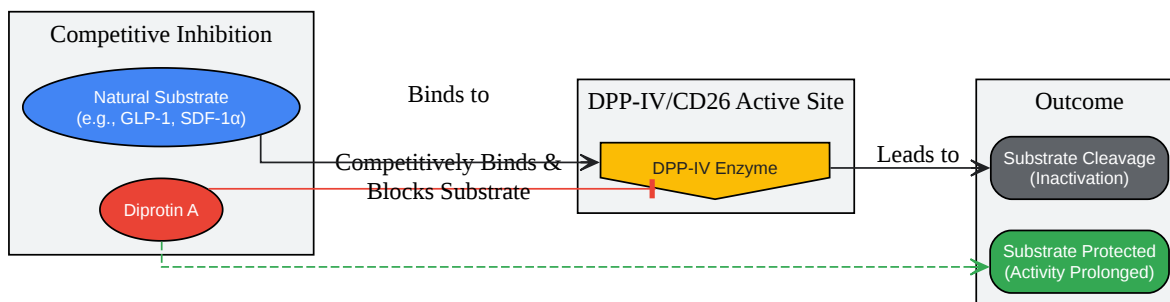 Competitive Inhibition
Natural Substrate
(e.g., GLP-1, SDF-1α)
Diprotin A
Binds to
Competitively Binds &
Blocks Substrate
DPP-IV/CD26 Active Site
DPP-IV Enzyme
Leads to
Outcome
Substrate Cleavage
(Inactivation)
Substrate Protected
(Activity Prolonged)